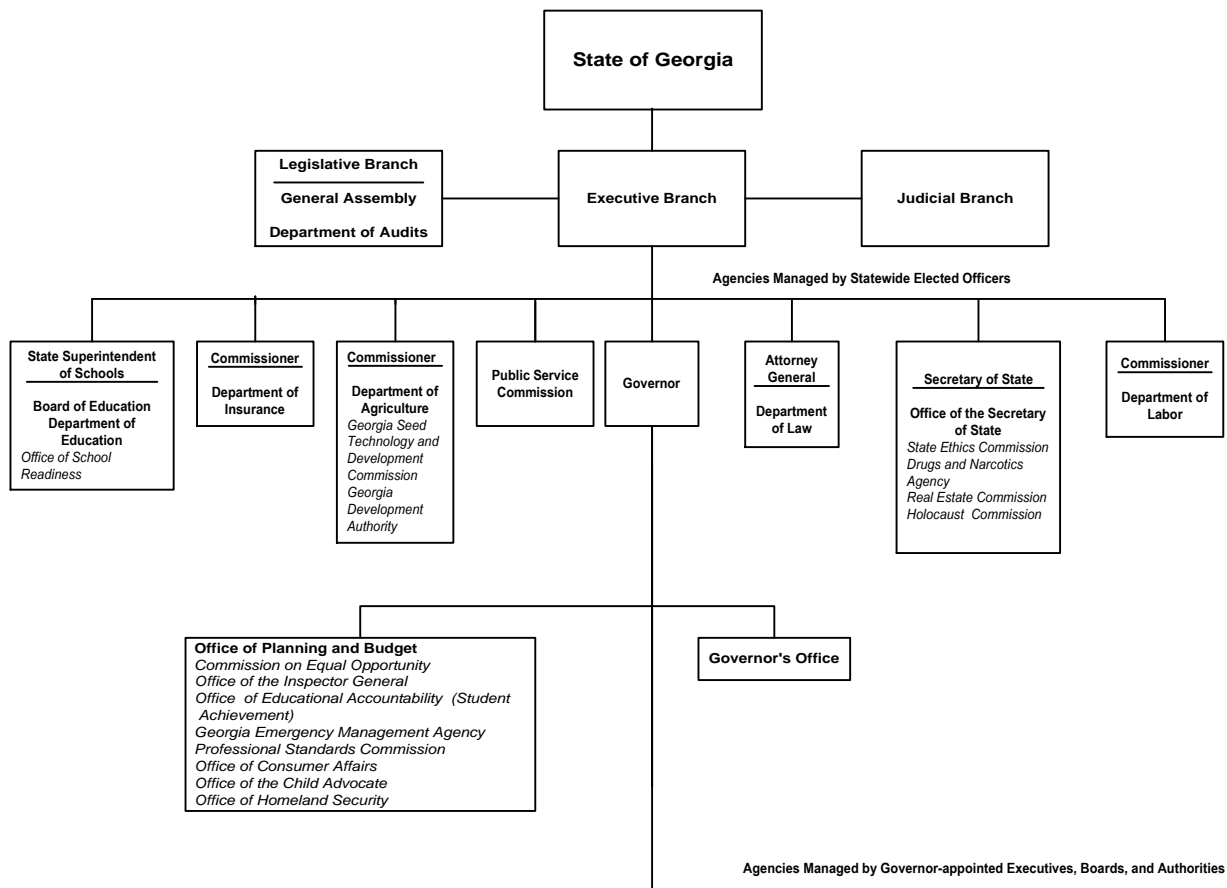 State of Georgia
Legislative Branch
General Assembly
Department of Audits
Executive Branch
Judicial Branch
Agencies Managed by Statewide Elected Officers
State Superintendent
of Schools
Board of Education
Department of
Education
Office of School
Readiness
Commissioner
Department of
Insurance
Commissioner
Department of
Agriculture
Georgia Seed
Technology and
Development
Commission
Georgia
Development
Authority
Public Service
Commission
Governor
Attorney
General
Department
of Law
Secretary of State
Office of the Secretary
of State
State Ethics Commission
Drugs and Narcotics
Agency
Real Estate Commission
Holocaust Commission
Commissioner
Department of
Labor
Office of Planning and Budget
Commission on Equal Opportunity
Office of the Inspector General
Office of Educational Accountability (Student
Achievement)
Georgia Emergency Management Agency
Professional Standards Commission
Office of Consumer Affairs
Office of the Child Advocate
Office of Homeland Security
Governor's Office
Agencies Managed by Governor-appointed Executives, Boards, and Authorities